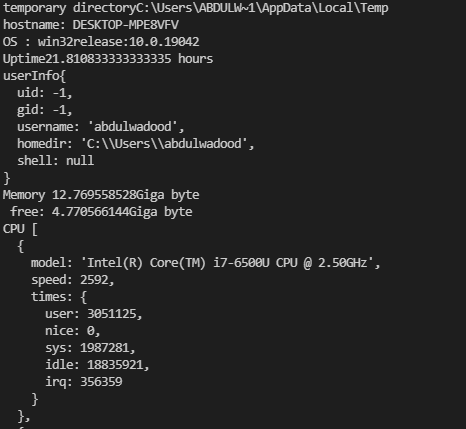 temporary directoryC:\Users\ABDULW~1\AppData\Local\Temp
hostname: DESKTOP-MPE8VFV
OS : win32release:10.0.19042
Uptime21.810833333333335 hours
userInfo{
  uid: -1,
  gid: -1,
  username: 'abdulwadood',
  homedir: 'C:\\Users\\abdulwadood',
  shell: null
}
Memory 12.769558528Giga byte
 free: 4.770566144Giga byte
CPU [
  {
    model: 'Intel(R) Core(TM) i7-6500U CPU @ 2.50GHz',
    speed: 2592,
    times: {
      user: 3051125,
      nice: 0,
      sys: 1987281,
      idle: 18835921,
      irq: 356359
    }
  },
  {